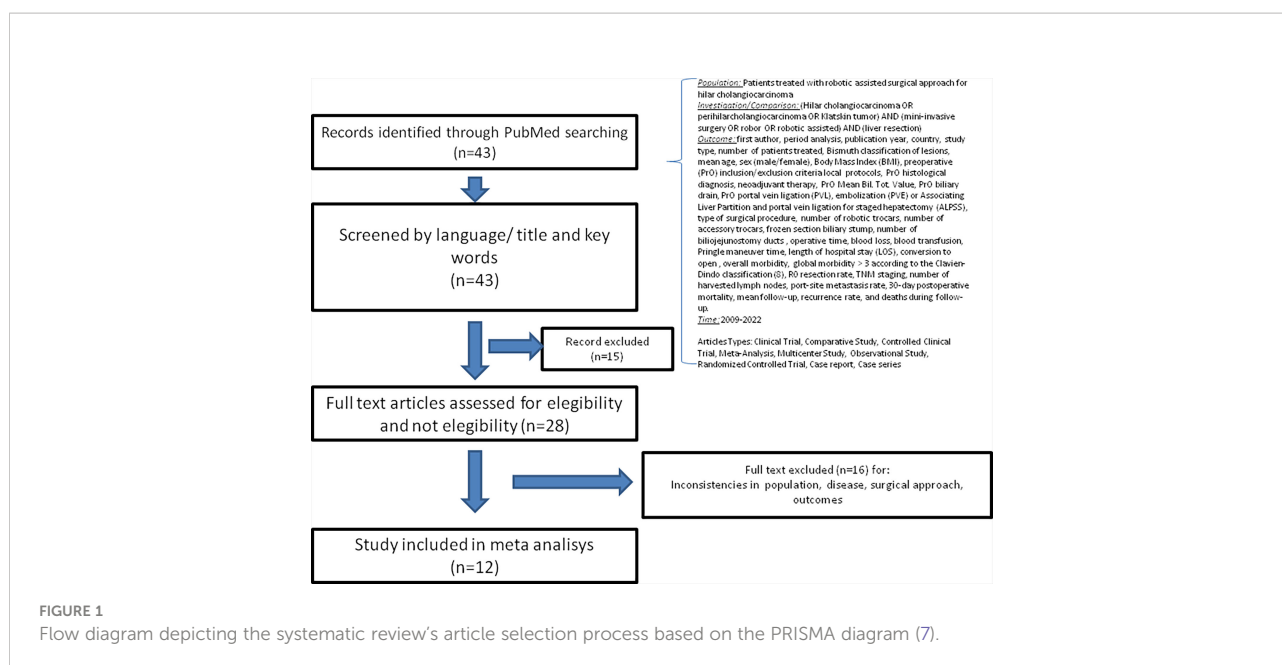 Records identified through PubMed searching
(n=43)
Screened by language/ title and key
words
(n=43)
Record excluded
(n=15)
Full text articles assessed for elegibility
and not elegibility (n=28)
Full text excluded (n=16) for:
Inconsistencies in population, disease, surgical approach,
outcomes
Study included in meta analisys
(n=12)
Population: Patients treated with robotic assisted surgical approach for
hilar cholangiocarcinoma
Investigation/Comparison: (Hilar cholangiocarcinoma OR
perihilarcholangiocarcinoma OR Klatskin tumor) AND (mini-invasive
surgery OR robor OR robotic assisted) AND (liver resection)
Outcome: first author, period analysis, publication year, country, study
type, number of patients treated, Bismuth classification of lesions,
mean age, sex (male/female), Body Mass Index (BMI), preoperative
(PrO) inclusion/exclusion criteria local protocols, PrO histological
diagnosis, neoadjuvant therapy, PrO Mean Bil. Tot. Value, PrO biliary
drain, PrO portal vein ligation (PVL), embolization (PVE) or Associating
Liver Partition and portal vein ligation for staged hepatectomy (ALPSS),
type of surgical procedure, number of robotic trocars, number of
accessory trocars, frozen section biliary stump, number of
biliojejunostomy ducts , operative time, blood loss, blood transfusion,
Pringle maneuver time, length of hospital stay (LOS), conversion to
open , overall morbidity, global morbidity > 3 according to the Clavien-
Dindo classification (8), R0 resection rate, TNM staging, number of
harvested lymph nodes, port-site metastasis rate, 30-day postoperative
mortality, mean follow-up, recurrence rate, and deaths during follow-
up.
Time: 2009-2022
Articles Types: Clinical Trial, Comparative Study, Controlled Clinical
Trial, Meta-Analysis, Multicenter Study, Observational Study,
Randomized Controlled Trial, Case report, Case series
FIGURE 1
Flow diagram depicting the systematic review's article selection process based on the PRISMA diagram (7).